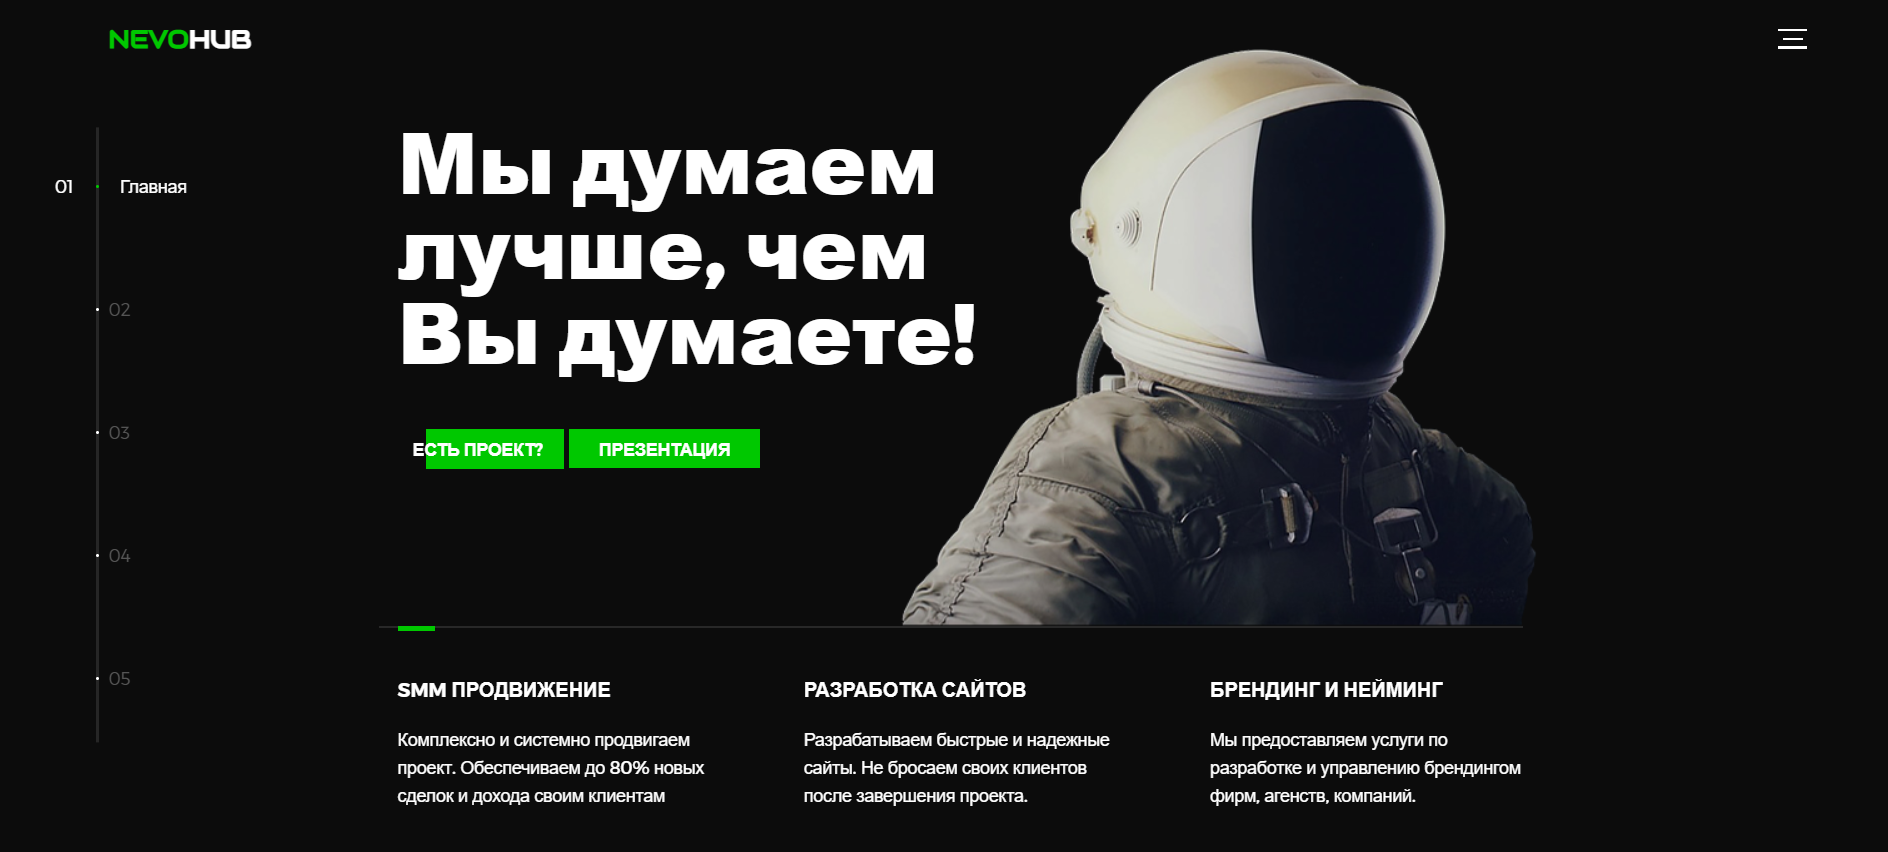 NEVOHUB
01 Главная
02
03
04
05
Мы думаем
лучше, чем
Вы думаете!
ЕСТЬ ПРОЕКТ?
ПРЕЗЕНТАЦИЯ
SMM ПРОДВИЖЕНИЕ
Комплексно и системно продвигаем
проект. Обеспечиваем до 80% новых
сделок и дохода своим клиентам
РАЗРАБОТКА САЙТОВ
Разрабатываем быстрые и надежные
сайты. Не бросаем своих клиентов
после завершения проекта.
БРЕНДИНГ И НЕЙМИНГ
Мы предоставляем услуги по
разработке и управлению брендингом
фирм, агенств, компаний.